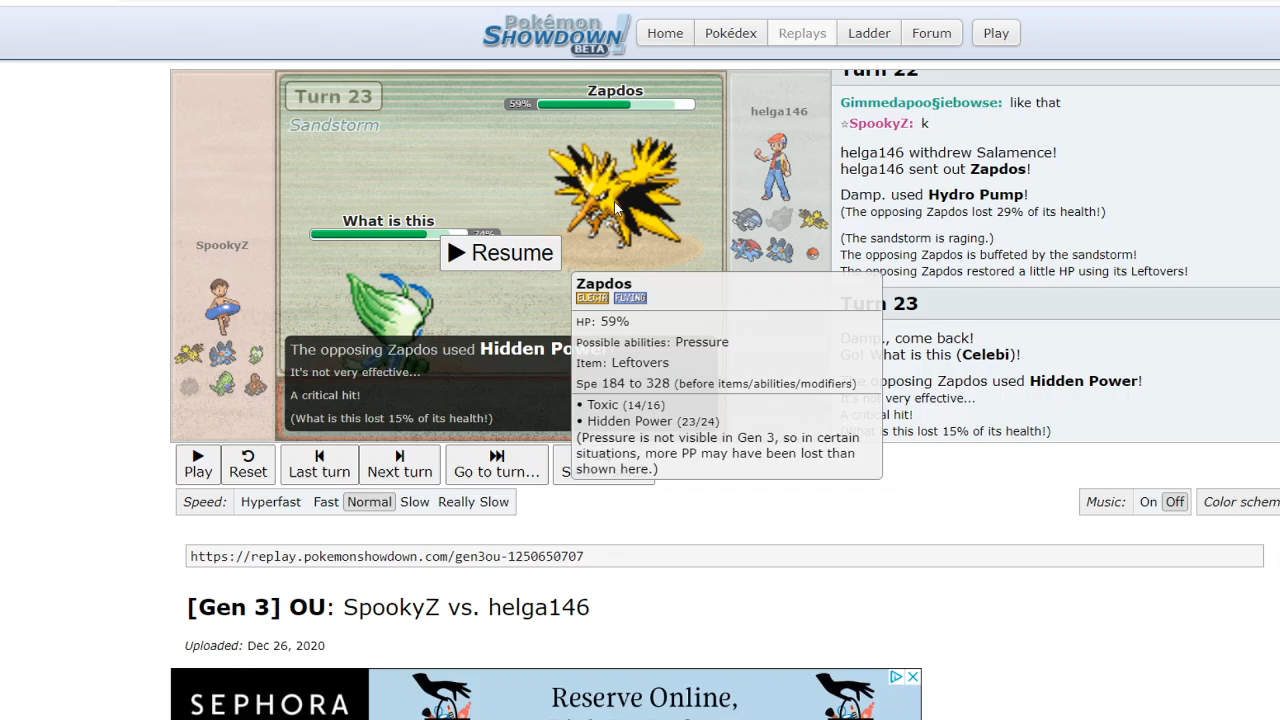 Pokémon
SHOWDOWN!
BETA
Home
Pokédex
Replays
Ladder
Forum
Play
Turn 23
Sandstorm
Zapdos
59%
What is this
74%
SpookyZ
helga146
Resume
The opposing Zapdos used Hidden Power!
It's not very effective...
A critical hit!
(What is this lost 15% of its health!)
Zapdos
ELECTR FLYING
HP: 59%
Possible abilities: Pressure
Item: Leftovers
Spe 184 to 328 (before items/abilities/modifiers)
• Toxic (14/16)
• Hidden Power (23/24)
(Pressure is not visible in Gen 3, so in certain
situations, more PP may have been lost than
shown here.)
Turn 22
Gimmedapoo§iebowse: like that
☆SpookyZ: k
helga146 withdrew Salamence!
helga146 sent out Zapdos!
Damp. used Hydro Pump!
(The opposing Zapdos lost 29% of its health!)
(The sandstorm is raging.)
The opposing Zapdos is buffeted by the sandstorm!
The opposing Zapdos restored a little HP using its Leftovers!
Turn 23
Damp., come back!
Go! What is this (Celebi)!
The opposing Zapdos used Hidden Power!
It's not very effective...
A critical hit!
(What is this lost 15% of its health!)
Play
Reset
Last turn
Next turn
Go to turn...
Speed: Hyperfast Fast Normal Slow Really Slow
Music: On Off
Color schem
https://replay.pokemonshowdown.com/gen3ou-1250650707
[Gen 3] OU: SpookyZ vs. helga146
Uploaded: Dec 26, 2020
SEPHORA
Reserve Online,